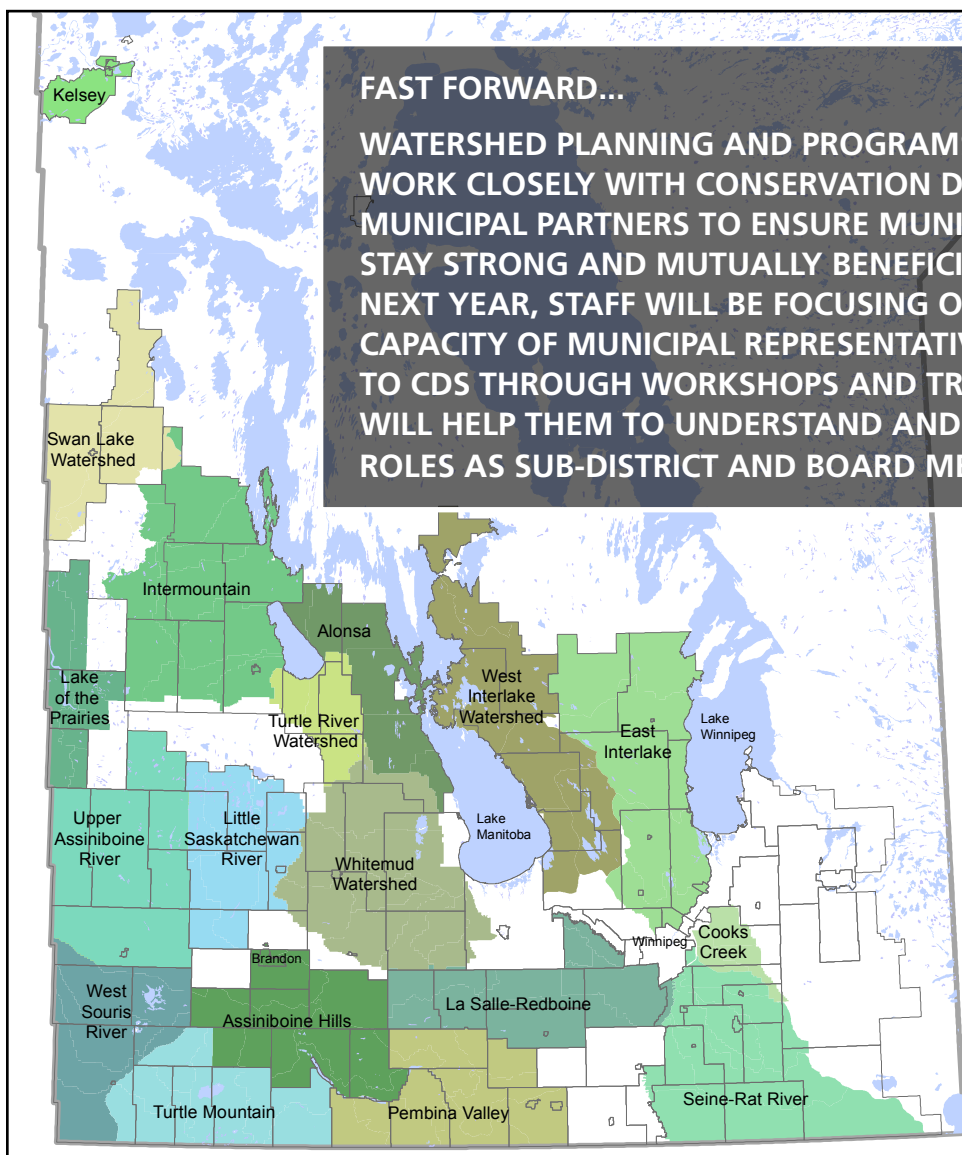 Kelsey
FAST FORWARD...
WATERSHED PLANNING AND PROGRAM
WORK CLOSELY WITH CONSERVATION D
MUNICIPAL PARTNERS TO ENSURE MUNI
STAY STRONG AND MUTUALLY BENEFICI
NEXT YEAR, STAFF WILL BE FOCUSING O
CAPACITY OF MUNICIPAL REPRESENTATIV
TO CDS THROUGH WORKSHOPS AND TR
WILL HELP THEM TO UNDERSTAND AND
ROLES AS SUB-DISTRICT AND BOARD ME
Swan Lake
Watershed
Intermountain
Alonsa
Lake
of the
Prairies
Turtle River
Watershed
West
Interlake
Watershed
East
Interlake
Lake
Winnipeg
Upper
Assiniboine
River
Little
Saskatchewan
River
Lake
Manitoba
Whitemud
Watershed
Winnipeg
Cooks
Creek
Brandon
West
Souris
River
Assiniboine Hills
La Salle-Redboine
Turtle Mountain
Pembina Valley
Seine-Rat River